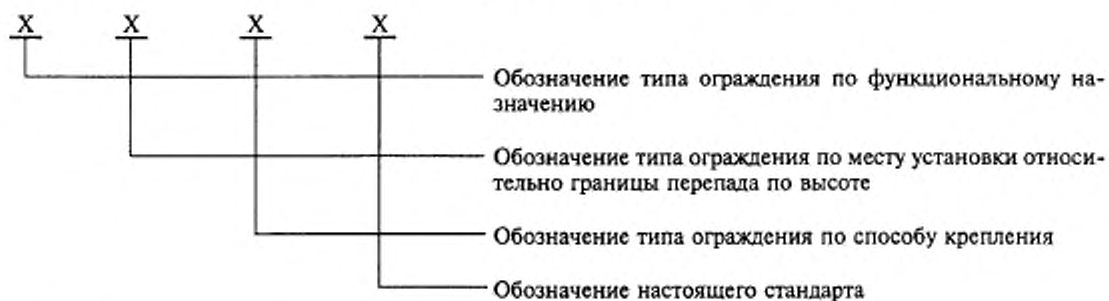 X X X X
Обозначение типа ограждения по функциональному на-
значению
Обозначение типа ограждения по месту установки относи-
тельно границы перепада по высоте
Обозначение типа ограждения по способу крепления
Обозначение настоящего стандарта